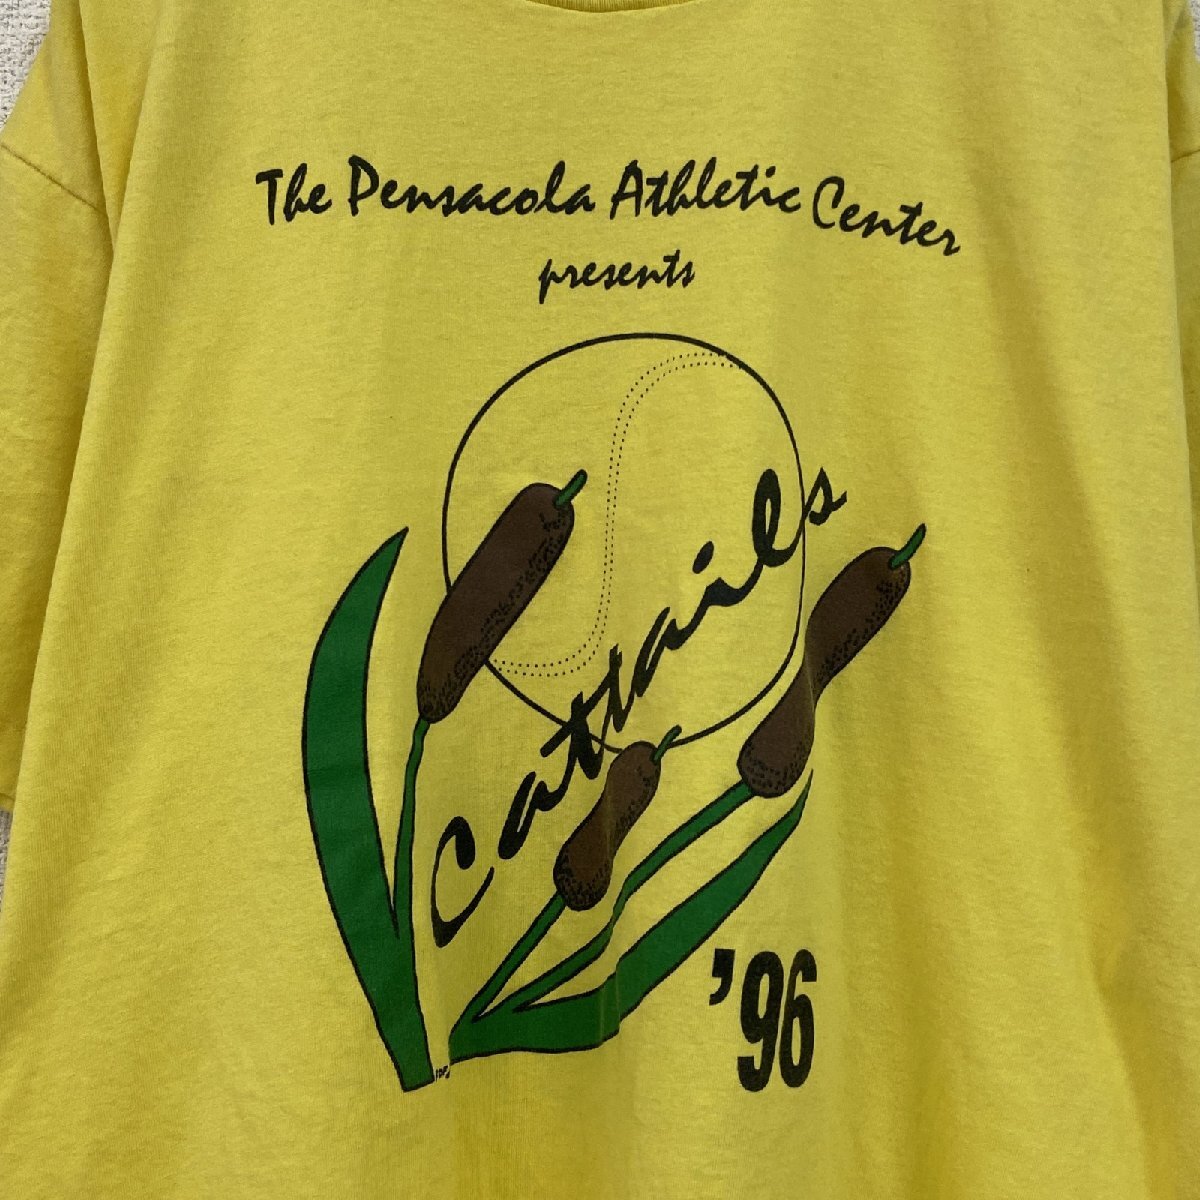 The Pensacola Athletic Center
presents
Cattails
'96